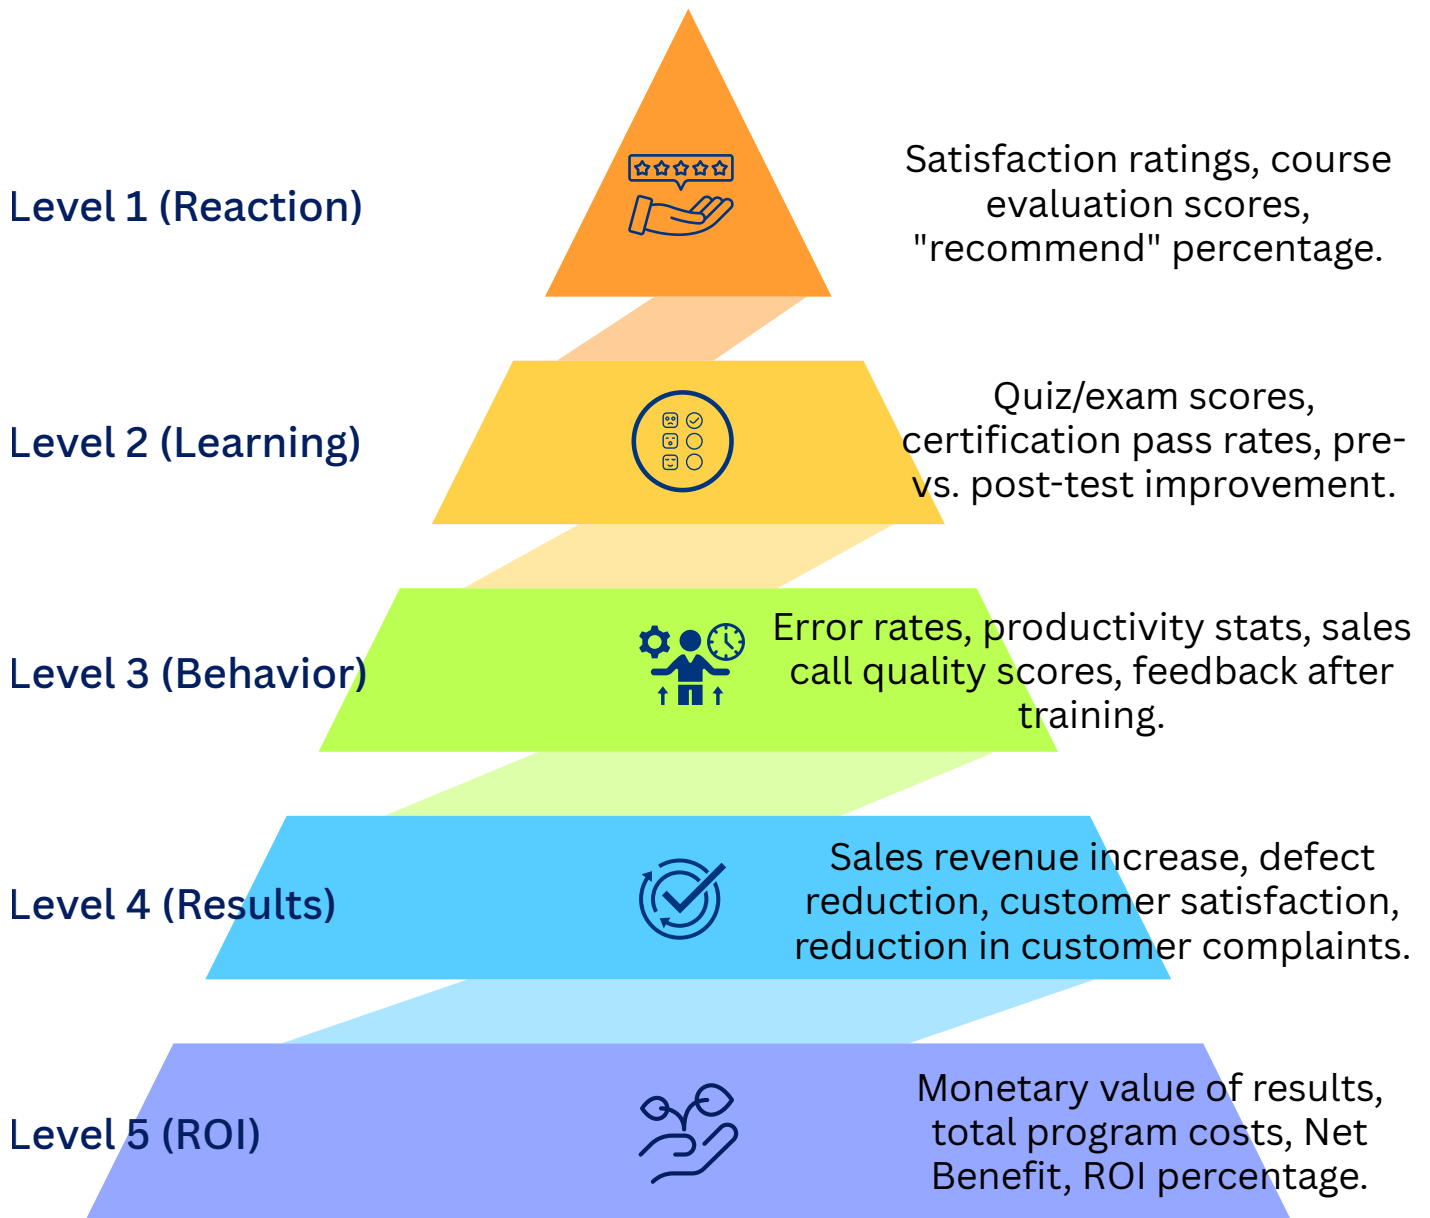 Level 1 (Reaction)
Satisfaction ratings, course
evaluation scores,
"recommend" percentage.
Level 2 (Learning)
Quiz/exam scores,
certification pass rates, pre-
vs. post-test improvement.
Level 3 (Behavior)
Error rates, productivity stats, sales
call quality scores, feedback after
training.
Level 4 (Results)
Sales revenue increase, defect
reduction, customer satisfaction,
reduction in customer complaints.
Level 5 (ROI)
Monetary value of results,
total program costs, Net
Benefit, ROI percentage.